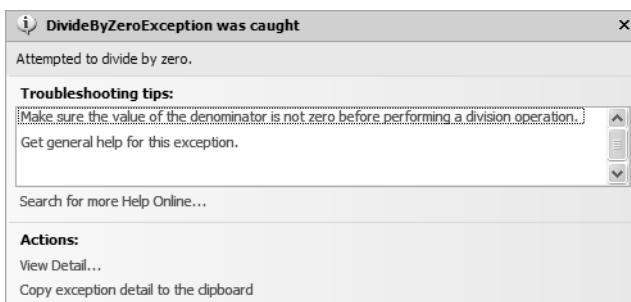 DivideByZeroException was caught
Attempted to divide by zero.
Troubleshooting tips:
Make sure the value of the denominator is not zero before performing a division operation.
Get general help for this exception.
Search for more Help Online...
Actions:
View Detail...
Copy exception detail to the clipboard